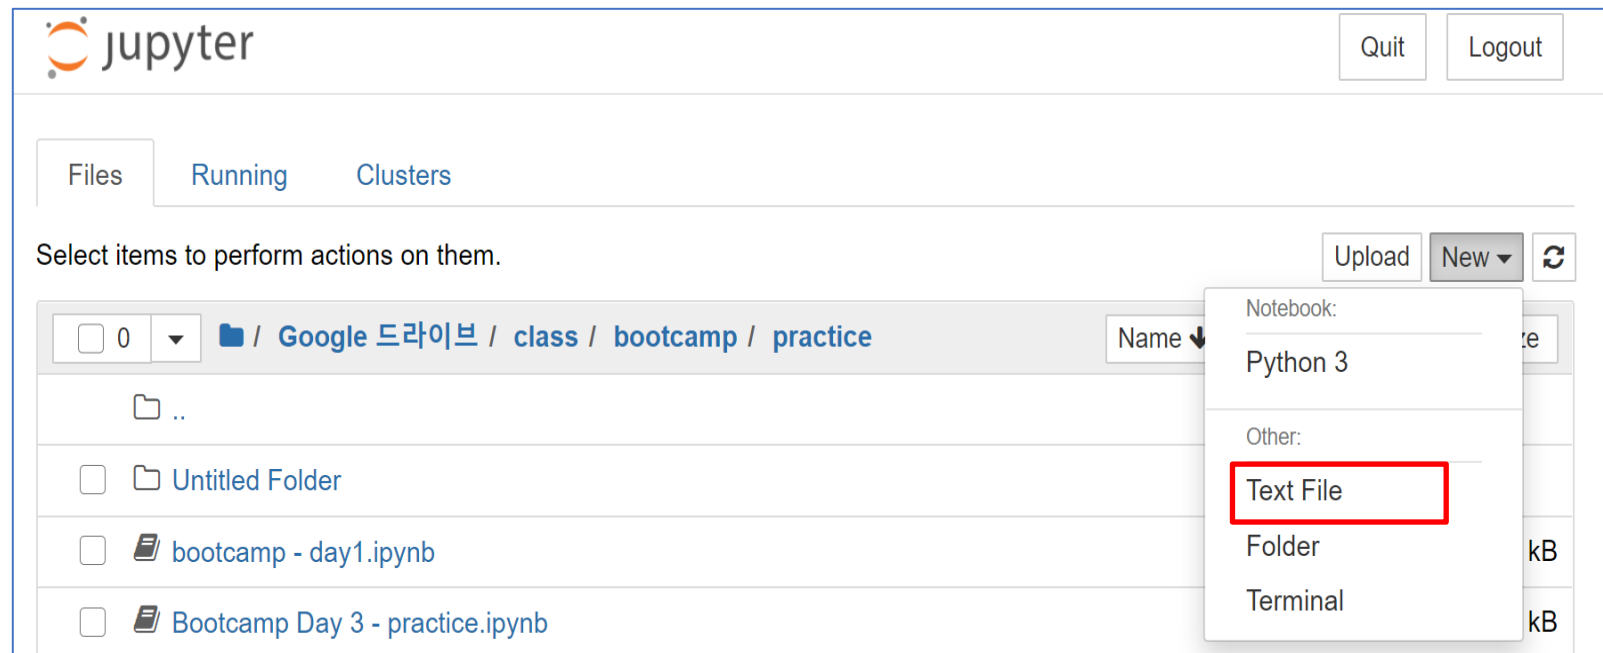 jupyter
Quit
Logout
Files
Running
Clusters
Select items to perform actions on them.
Upload
New
0
/ Google 드라이브 / class / bootcamp / practice
Name
ze
..
Untitled Folder
bootcamp - day1.ipynb
kB
Bootcamp Day 3 - practice.ipynb
kB
Notebook:
Python 3
Other:
Text File
Folder
Terminal